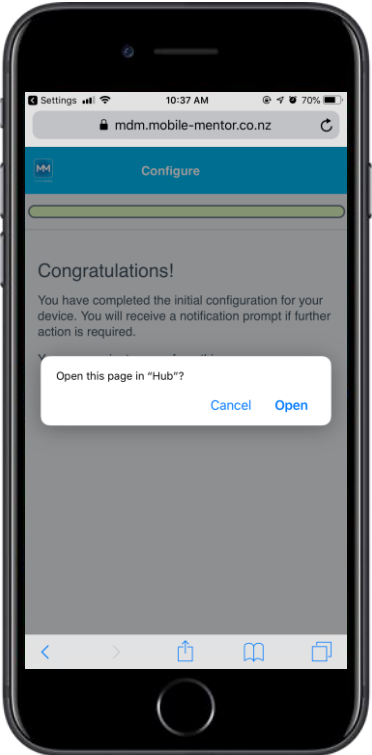 Settings 10:37 AM 70%
mdm.mobile-mentor.co.nz
MM
Configure
Congratulations!
You have completed the initial configuration for your
device. You will receive a notification prompt if further
action is required.
Open this page in “Hub”?
Cancel Open